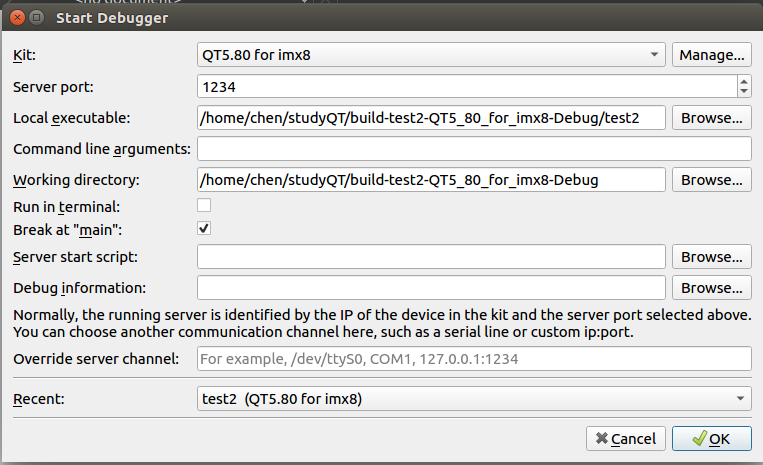 <no document>
Start Debugger
Kit: QT5.80 for imx8 Manage...
Server port: 1234
Local executable: /home/chen/studyQT/build-test2-QT5_80_for_imx8-Debug/test2 Browse...
Command line arguments:
Working directory: /home/chen/studyQT/build-test2-QT5_80_for_imx8-Debug Browse...
Run in terminal:
Break at "main":
Server start script: Browse...
Debug information: Browse...
Normally, the running server is identified by the IP of the device in the kit and the server port selected above.
You can choose another communication channel here, such as a serial line or custom ip:port.
Override server channel: For example, /dev/ttyS0, COM1, 127.0.0.1:1234
Recent: test2 (QT5.80 for imx8)
Cancel OK